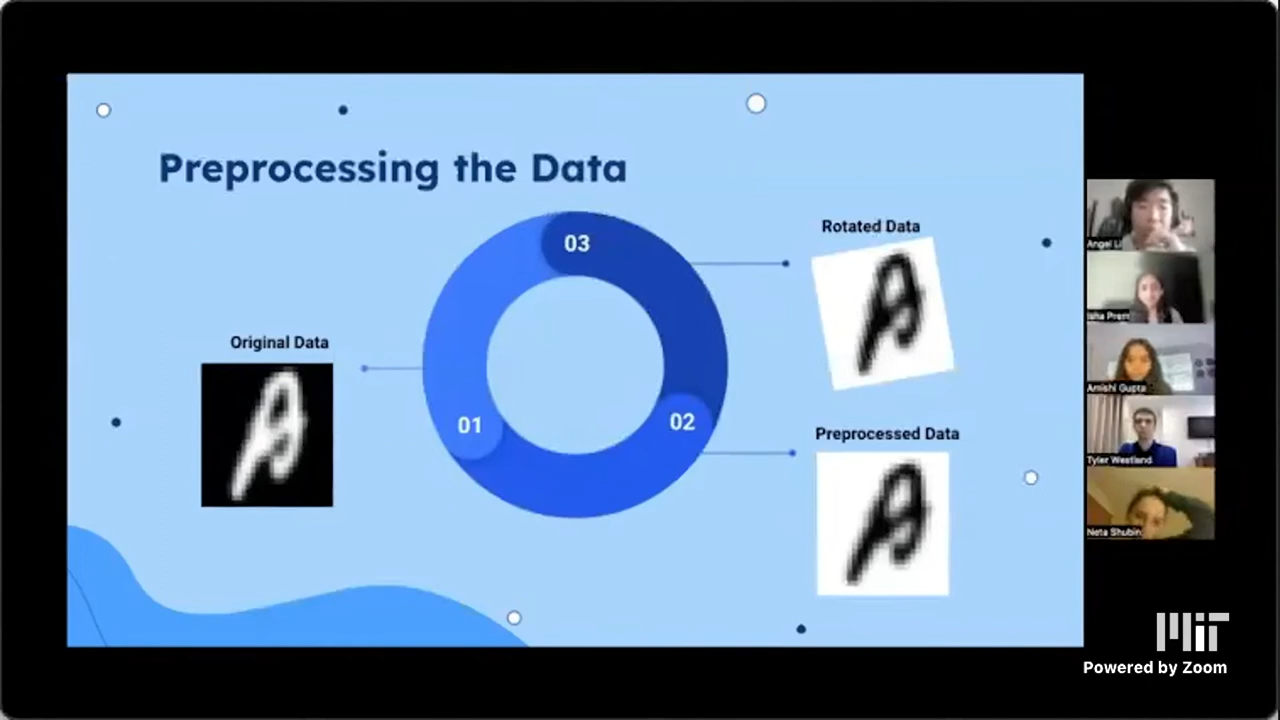 Preprocessing the Data
03
Rotated Data
Original Data
01
02
Preprocessed Data
Angel Li
Isha Prem
Amishi Gupta
Tyler Westland
Neta Shubin
MIT
Powered by Zoom